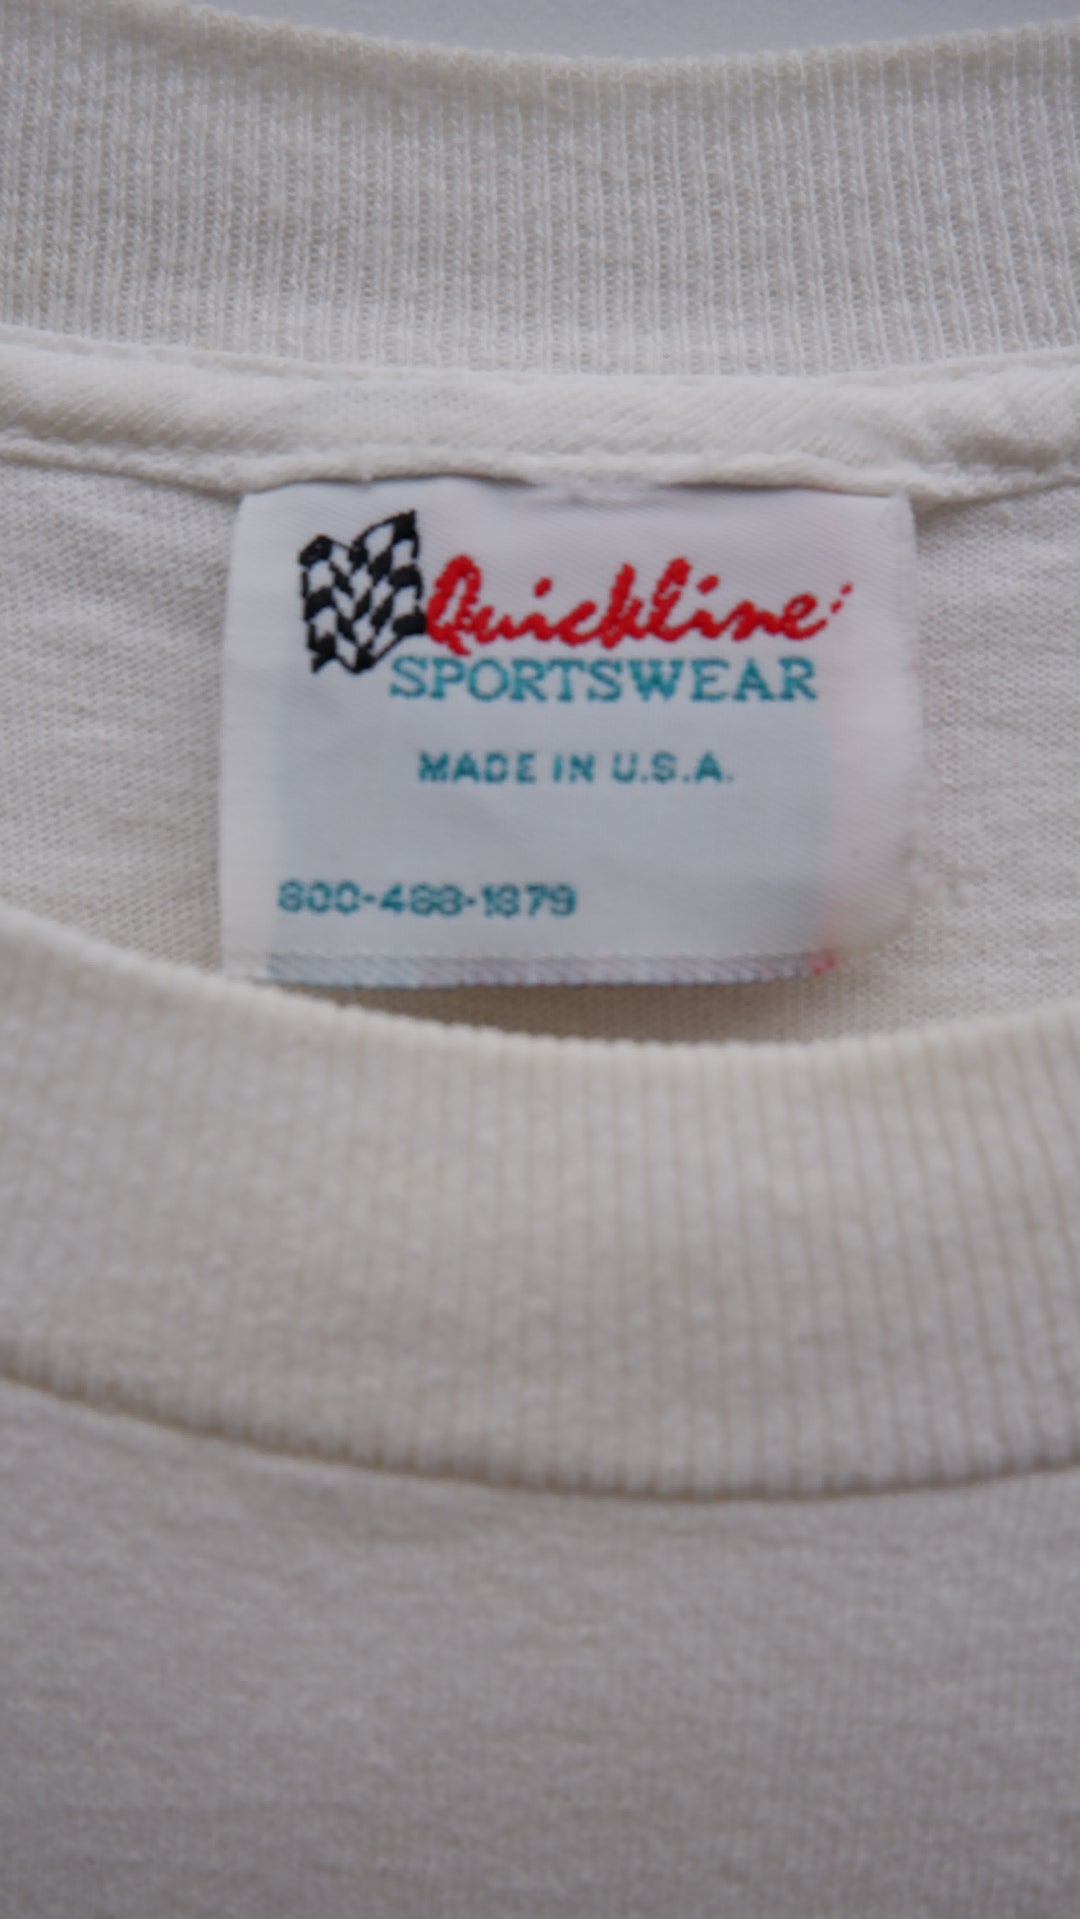 Quickline
SPORTSWEAR
MADE IN U.S.A.
800-488-1879